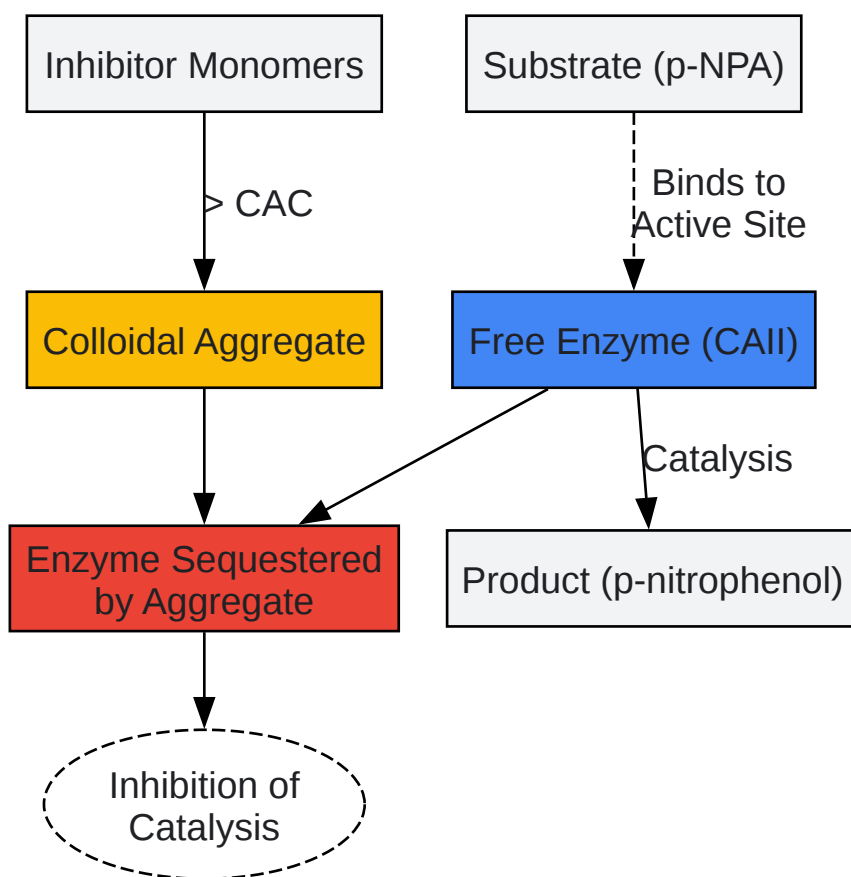 Inhibitor Monomers
Substrate (p-NPA)
> CAC
Binds to
Active Site
Colloidal Aggregate
Free Enzyme (CAII)
Catalysis
Enzyme Sequestered
by Aggregate
Product (p-nitrophenol)
Inhibition of
Catalysis